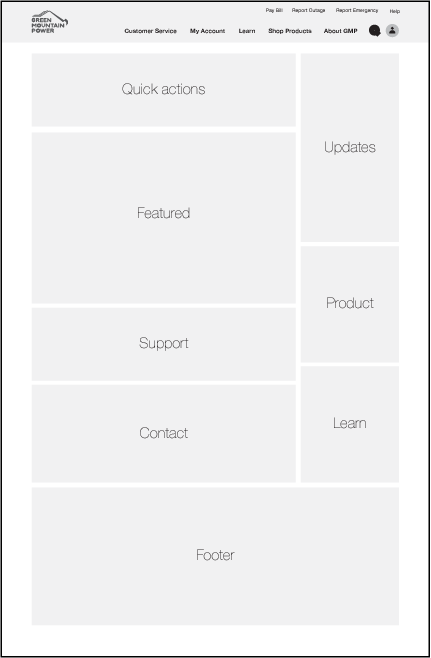 GREEN
MOUNTAIN
POWER
Pay Bill Report Outage Report Emergency Help
Customer Service My Account Learn Shop Products About GMP
Quick actions
Updates
Featured
Product
Support
Learn
Contact
Footer